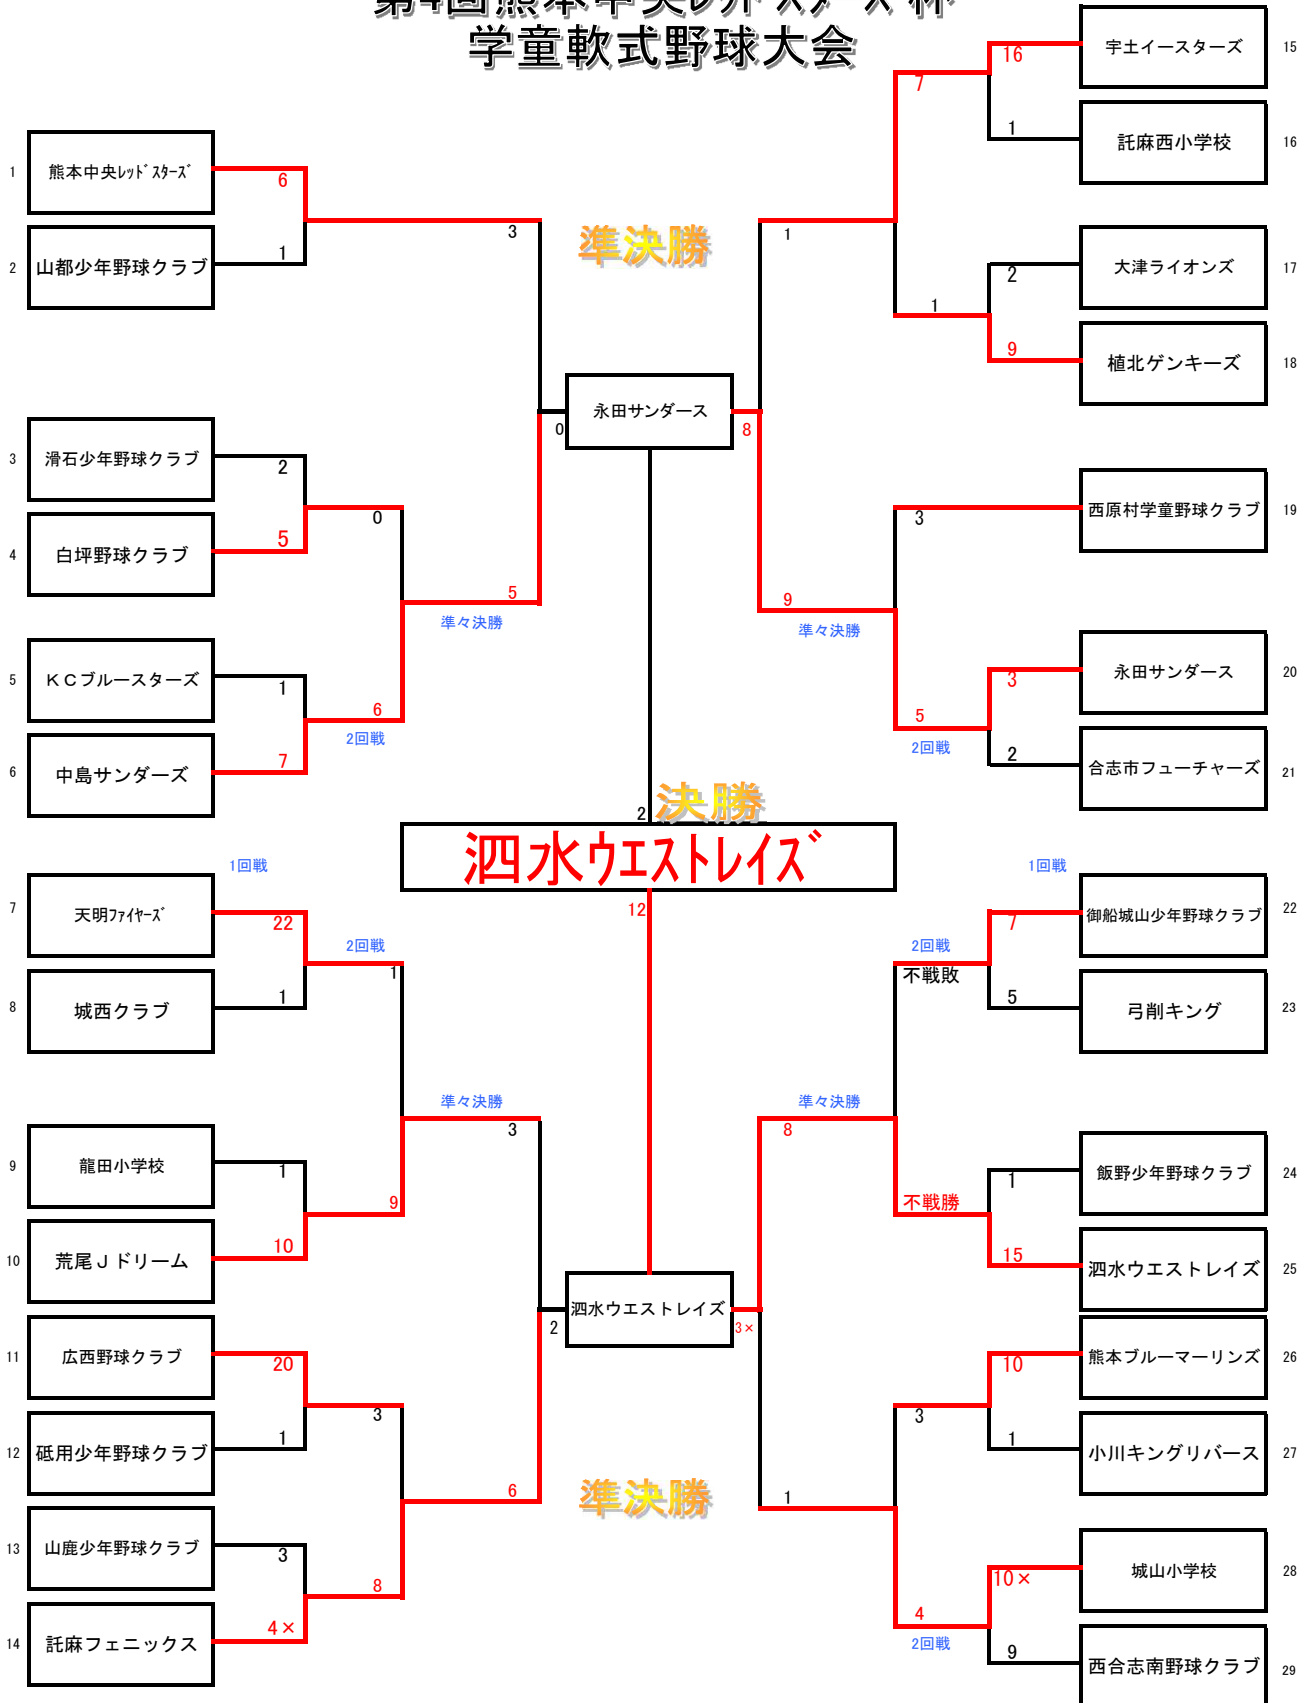 第4回熊本中央ﾚｯﾄﾞｽﾀｰｽﾞ杯
学童軟式野球大会
1 熊本中央ﾚｯﾄﾞｽﾀｰｽﾞ 6
2 山都少年野球クラブ 1
3
3 滑石少年野球クラブ 2
4 白坪野球クラブ 5
0
5 ＫＣブルースターズ 1
6 中島サンダーズ 7
6
2回戦
5
準々決勝
準決勝
永田サンダース
0
8
16 宇土イースターズ 15
1 託麻西小学校 16
7
2 大津ライオンズ 17
9 植北ゲンキーズ 18
1
1
3 西原村学童野球クラブ 19
3 永田サンダース 20
2 合志市フューチャーズ 21
5
2回戦
9
準々決勝
決勝
2
泗水ｳｴｽﾄﾚｲｽﾞ
12
1回戦
7 天明ﾌｧｲﾔｰｽﾞ 22
8 城西クラブ 1
2回戦
1
9 龍田小学校 1
10 荒尾Ｊドリーム 10
9
準々決勝
3
11 広西野球クラブ 20
12 砥用少年野球クラブ 1
3
13 山鹿少年野球クラブ 3
14 託麻フェニックス 4×
8
6
泗水ウエストレイズ
2
3×
準決勝
1回戦
7 御船城山少年野球クラブ 22
5 弓削キング 23
2回戦
不戦敗
1 飯野少年野球クラブ 24
15 泗水ウエストレイズ 25
不戦勝
準々決勝
8
10 熊本ブルーマーリンズ 26
1 小川キングリバース 27
3
10× 城山小学校 28
9 西合志南野球クラブ 29
4
2回戦
1